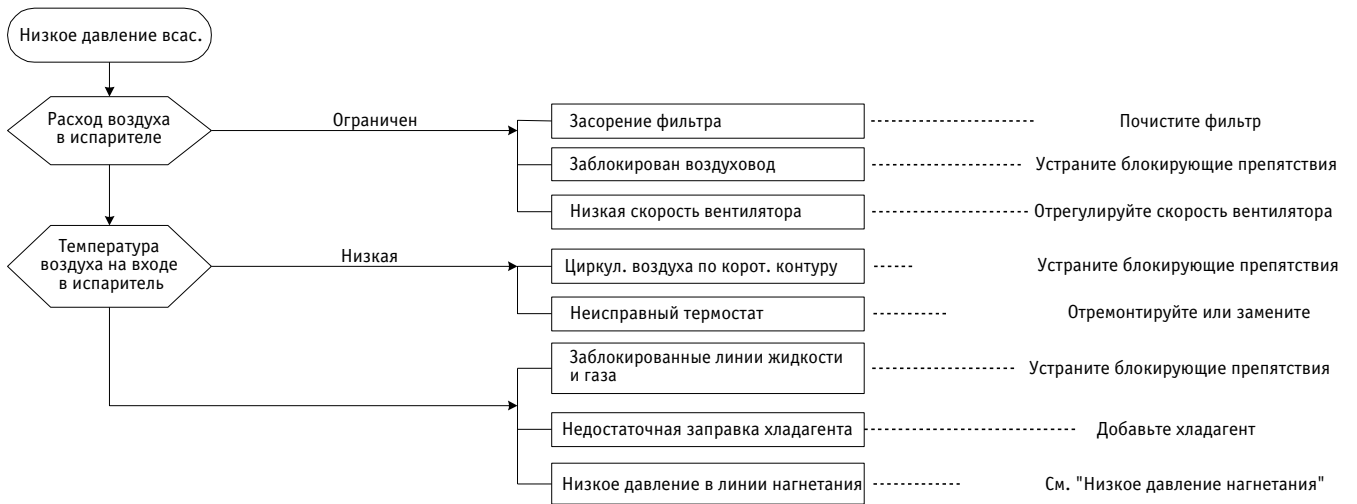 Низкое давление всас.
Расход воздуха
в испарителе
Ограничен
Засорение фильтра
Почистите фильтр
Заблокирован воздуховод
Устраните блокирующие препятствия
Низкая скорость вентилятора
Отрегулируйте скорость вентилятора
Температура
воздуха на входе
в испаритель
Низкая
Циркул. воздуха по корот. контуру
Устраните блокирующие препятствия
Неисправный термостат
Отремонтируйте или замените
Заблокированные линии жидкости
и газа
Устраните блокирующие препятствия
Недостаточная заправка хладагента
Добавьте хладагент
Низкое давление в линии нагнетания
См. "Низкое давление нагнетания"